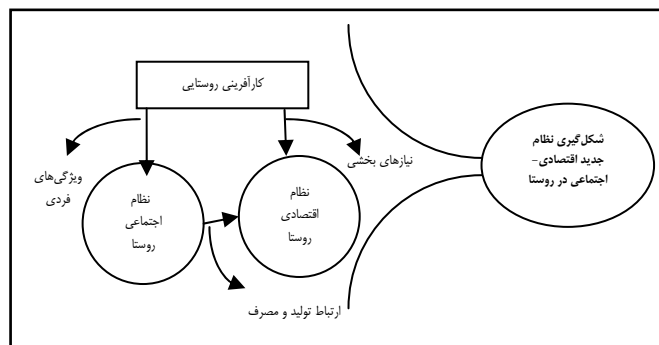 کارآفرینی روستایی
شکل‌گیری نظام
جدید اقتصادی-
اجتماعی در روستا
نیازهای بخشی
ویژگی‌های
فردی
نظام
اقتصادی
روستا
نظام
اجتماعی
روستا
ارتباط تولید و مصرف